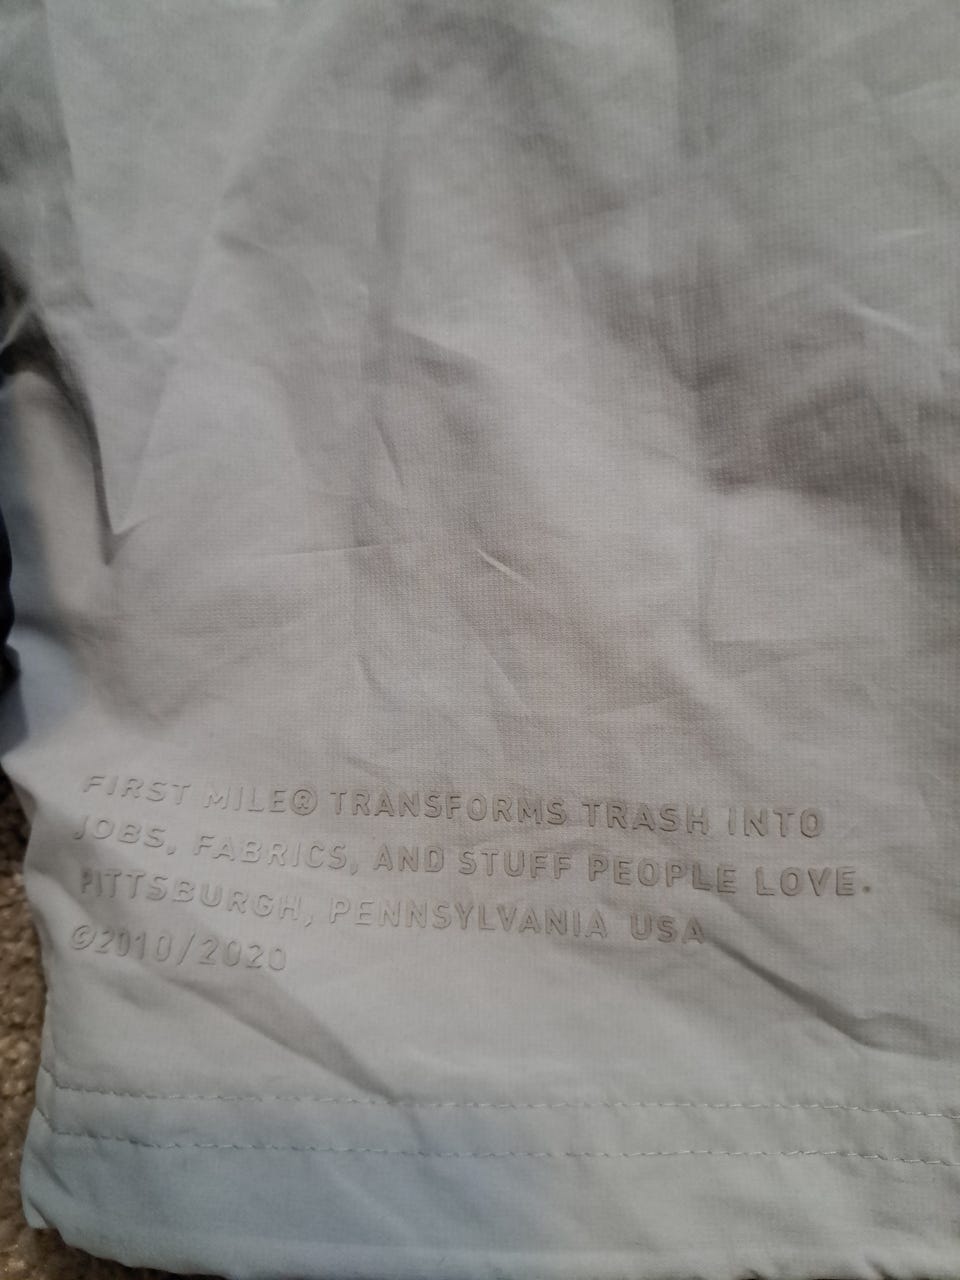 FIRST MILE® TRANSFORMS TRASH INTO
JOBS, FABRICS, AND STUFF PEOPLE LOVE.
PITTSBURGH, PENNSYLVANIA USA
©2010/2020